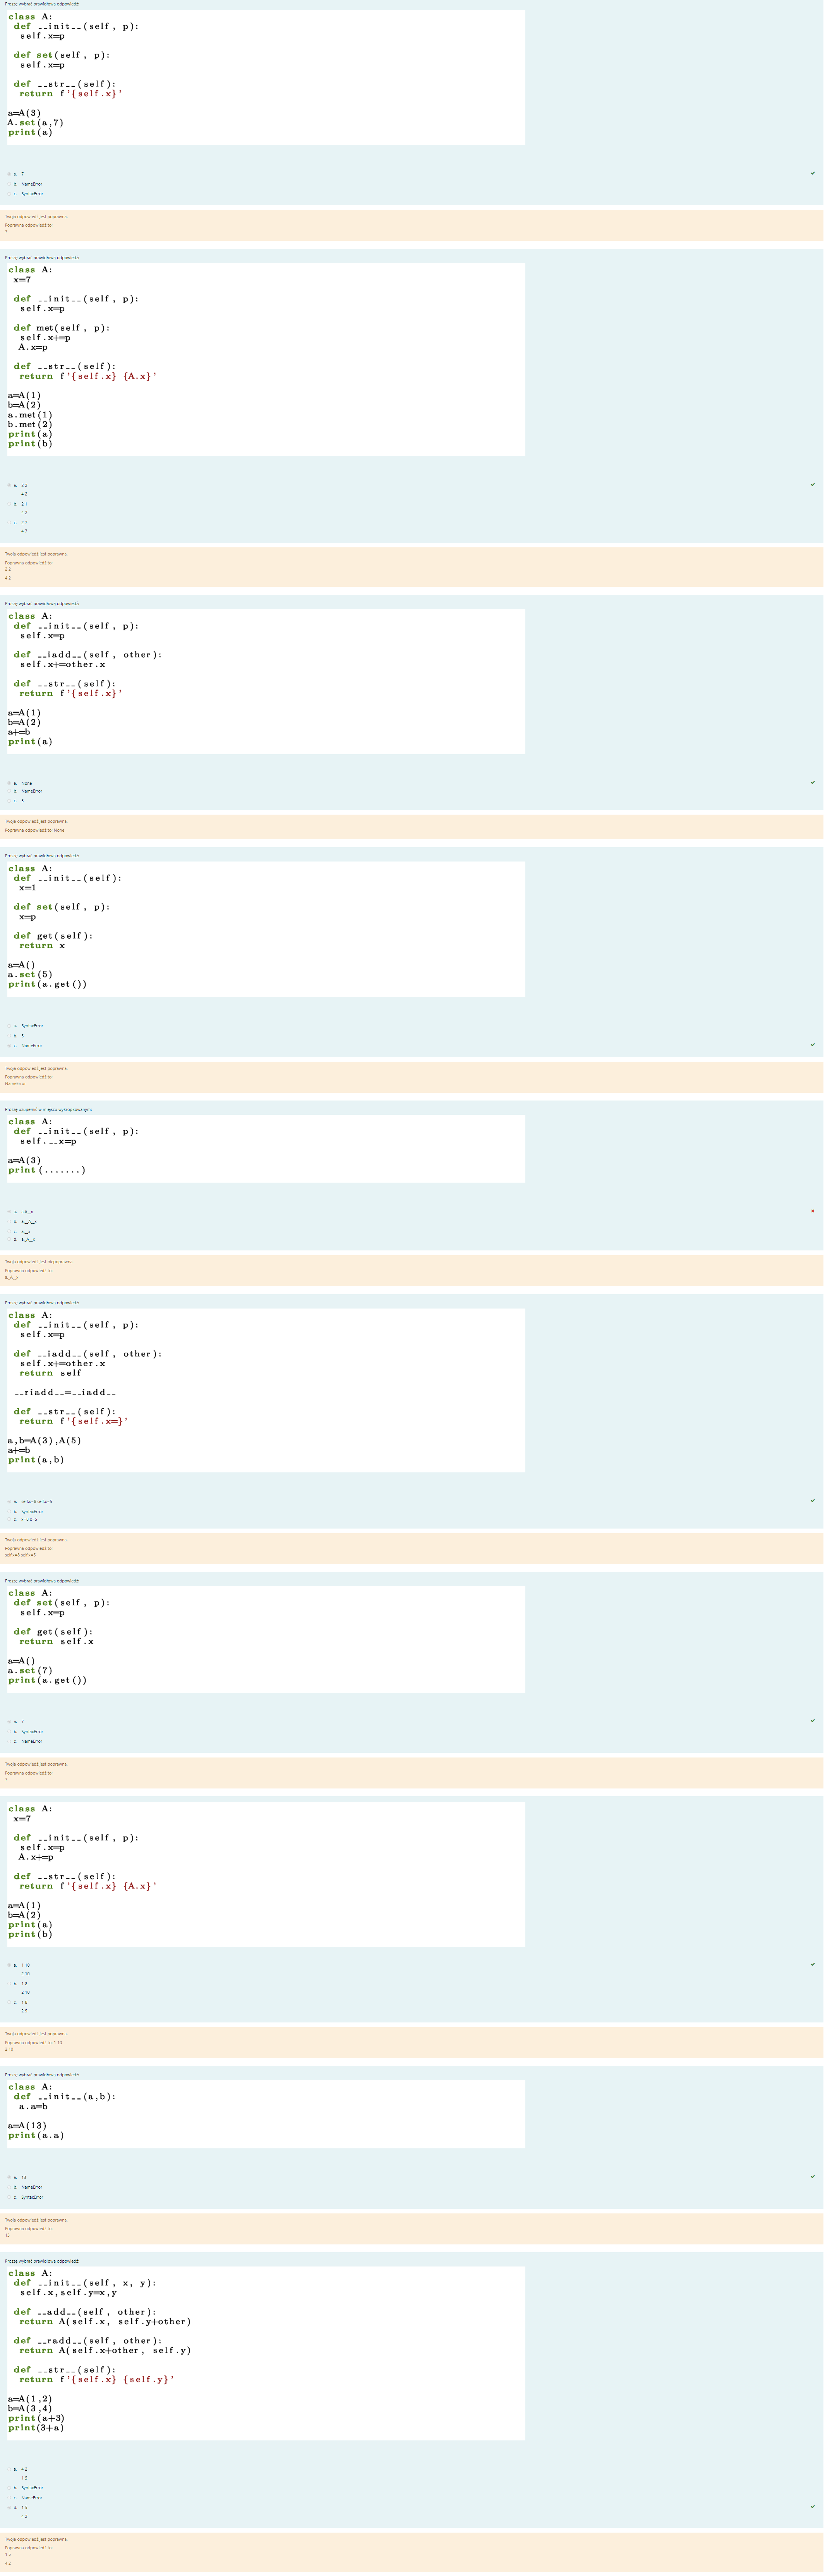 Proszę wybrać prawidłową odpowiedź:
class A:
def __init__(self, p):
self.x=p
def set(self, p):
self.x=p
def __str__(self):
return f'{self.x}'
a=A(3)
A.set(a,7)
print(a)
a. 7
b. NameError
c. SyntaxError
Twoja odpowiedź jest poprawna.
Poprawna odpowiedź to:
7
Proszę wybrać prawidłową odpowiedź:
class A:
x=7
def __init__(self, p):
self.x=p
def met(self, p):
self.x+=p
A.x=p
def __str__(self):
return f'{self.x} {A.x}'
a=A(1)
b=A(2)
a.met(1)
b.met(2)
print(a)
print(b)
a. 2 2
4 2
b. 2 1
4 2
c. 2 7
4 7
Twoja odpowiedź jest poprawna.
Poprawna odpowiedź to:
2 2
4 2
Proszę wybrać prawidłową odpowiedź:
class A:
def __init__(self, p):
self.x=p
def __iadd__(self, other):
self.x+=other.x
def __str__(self):
return f'{self.x}'
a=A(1)
b=A(2)
a+=b
print(a)
a. None
b. NameError
c. 3
Twoja odpowiedź jest poprawna.
Poprawna odpowiedź to: None
Proszę wybrać prawidłową odpowiedź:
class A:
def __init__(self):
x=1
def set(self, p):
x=p
def get(self):
return x
a=A()
a.set(5)
print(a.get())
a. SyntaxError
b. 5
c. NameError
Twoja odpowiedź jest poprawna.
Poprawna odpowiedź to:
NameError
Proszę uzupełnić w miejscu wykropkowanym:
class A:
def __init__(self, p):
self.__x=p
a=A(3)
print(.......)
a. a.A__x
b. a.__A__x
c. a.__x
d. a._A__x
Twoja odpowiedź jest niepoprawna.
Poprawna odpowiedź to:
a._A__x
Proszę wybrać prawidłową odpowiedź:
class A:
def __init__(self, p):
self.x=p
def __iadd__(self, other):
self.x+=other.x
return self
__riadd__=__iadd__
def __str__(self):
return f'{self.x=}'
a,b=A(3),A(5)
a+=b
print(a,b)
a. self.x=8 self.x=5
b. SyntaxError
c. x=8 x=5
Twoja odpowiedź jest poprawna.
Poprawna odpowiedź to:
self.x=8 self.x=5
Proszę wybrać prawidłową odpowiedź:
class A:
def set(self, p):
self.x=p
def get(self):
return self.x
a=A()
a.set(7)
print(a.get())
a. 7
b. SyntaxError
c. NameError
Twoja odpowiedź jest poprawna.
Poprawna odpowiedź to:
7
class A:
x=7
def __init__(self, p):
self.x=p
A.x+=p
def __str__(self):
return f'{self.x} {A.x}'
a=A(1)
b=A(2)
print(a)
print(b)
a. 1 10
2 10
b. 1 8
2 10
c. 1 8
2 9
Twoja odpowiedź jest poprawna.
Poprawna odpowiedź to: 1 10
2 10
Proszę wybrać prawidłową odpowiedź:
class A:
def __init__(a,b):
a.a=b
a=A(13)
print(a.a)
a. 13
b. NameError
c. SyntaxError
Twoja odpowiedź jest poprawna.
Poprawna odpowiedź to:
13
Proszę wybrać prawidłową odpowiedź:
class A:
def __init__(self, x, y):
self.x,self.y=x,y
def __add__(self, other):
return A(self.x, self.y+other)
def __radd__(self, other):
return A(self.x+other, self.y)
def __str__(self):
return f'{self.x} {self.y}'
a=A(1,2)
b=A(3,4)
print(a+3)
print(3+a)
a. 4 2
1 5
b. SyntaxError
c. NameError
d. 1 5
4 2
Twoja odpowiedź jest poprawna.
Poprawna odpowiedź to:
1 5
4 2